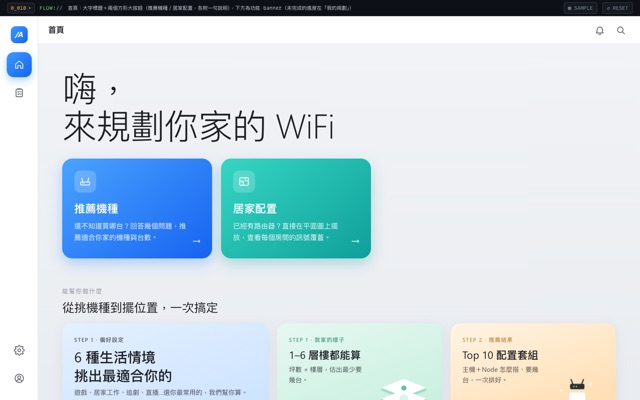 0_010 ›
FLOW://
首頁：大字標題＋兩個方形大按鈕（推薦機種 / 居家配置 · 各附一句說明），下方為功能 banner（未完成的進度在「我的規劃」）
SAMPLE
RESET
首頁
嗨，
來規劃你家的 WiFi
推薦機種
還不知道買哪台？回答幾個問題，推
薦適合你家的機種與台數。
→
居家配置
已經有路由器？直接在平面圖上擺
放，查看每個房間的訊號覆蓋。
→
能幫你做什麼
從挑機種到擺位置，一次搞定
STEP 1 · 偏好設定
6 種生活情境
挑出最適合你的
遊戲、居家工作、追劇、直播…選你最常用的，我們幫你算。
STEP 1 · 我家的樣子
1–6 層樓都能算
坪數 × 樓層，估出最少要
幾台。
STEP 2 · 推薦結果
Top 10 配置套組
主機＋Node 怎麼搭、要幾
台，一次排好。